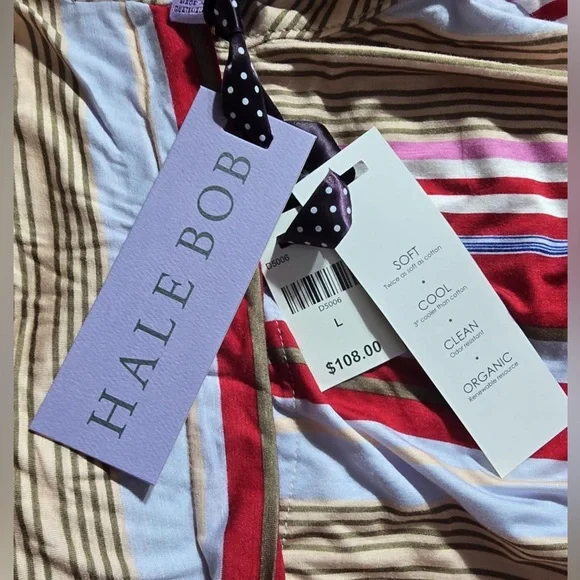 HALE BOB
D5006
D5006
L
$108.00
SOFT
Twice as soft as cotton
•
COOL
3° cooler than cotton
•
CLEAN
Odor resistant
•
ORGANIC
Renewable resource